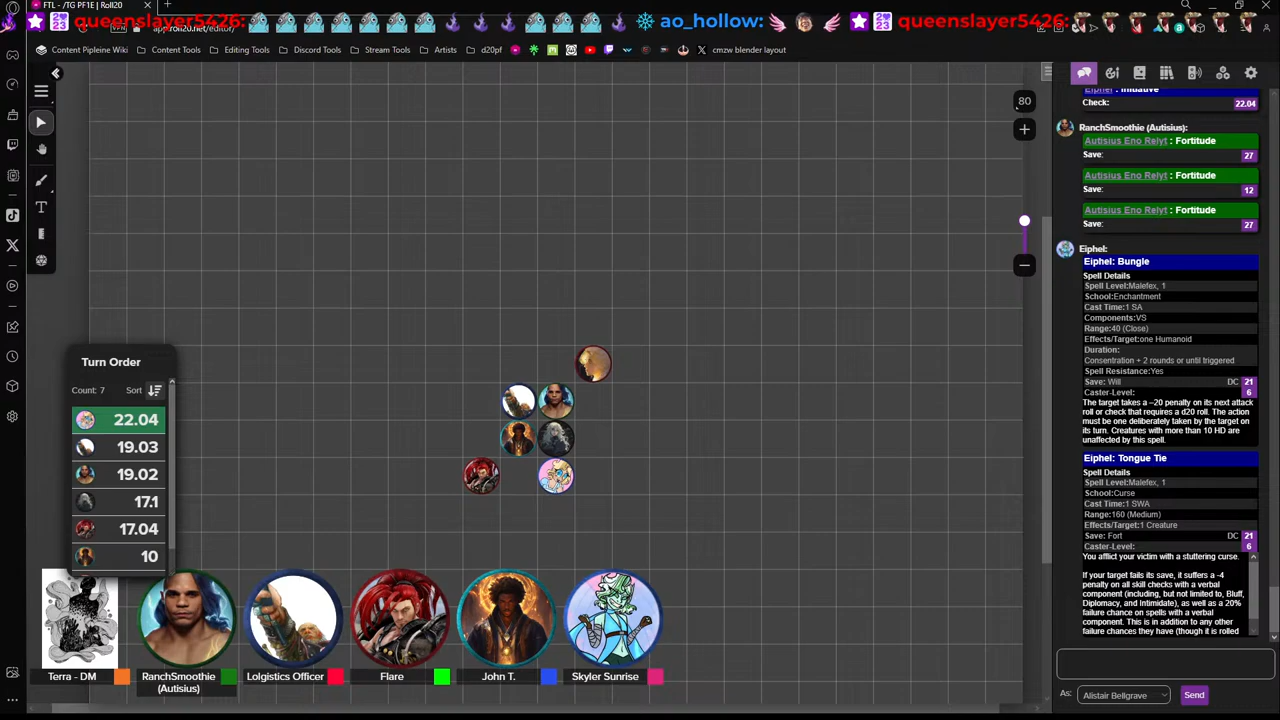 FTL - /TG PF1E | Roll20
queenslayer5426:
ao_hollow:
queenslayer5426:
app.roll20.net/editor/
Content Pipleine Wiki
Content Tools
Editing Tools
Discord Tools
Stream Tools
Artists
d20pf
cmzw blender layout
80
Turn Order
Count: 7
Sort
22.04
19.03
19.02
17.1
17.04
10
Terra - DM
RanchSmoothie
(Autisius)
Lolgistics Officer
Flare
John T.
Skyler Sunrise
Eiphel : Initiative
Check:
22.04
RanchSmoothie (Autisius):
Autisius Eno Relyt : Fortitude
Save:
27
Autisius Eno Relyt : Fortitude
Save:
12
Autisius Eno Relyt : Fortitude
Save:
27
Eiphel:
Eiphel: Bungle
Spell Details
Spell Level:Malefex, 1
School:Enchantment
Cast Time:1 SA
Components:VS
Range:40 (Close)
Effects/Target:one Humanoid
Duration:
Concentration + 2 rounds or until triggered
Spell Resistance:Yes
Save: Will
DC
21
Caster-Level:
6
The target takes a –20 penalty on its next attack
roll or check that requires a d20 roll. The action
must be one deliberately taken by the target on
its turn. Creatures with more than 10 HD are
unaffected by this spell.
Eiphel: Tongue Tie
Spell Details
Spell Level:Malefex, 1
School:Curse
Cast Time:1 SWA
Range:160 (Medium)
Effects/Target:1 Creature
Save: Fort
DC
21
Caster-Level:
6
You afflict your victim with a stuttering curse.
If your target fails its save, it suffers a -4
penalty on all skill checks with a verbal
component (including, but not limited to, Bluff,
Diplomacy, and Intimidate), as well as a 20%
failure chance on spells with a verbal
component. This is in addition to any other
failure chances they have (though it is rolled
As:
Alistair Bellgrave
Send